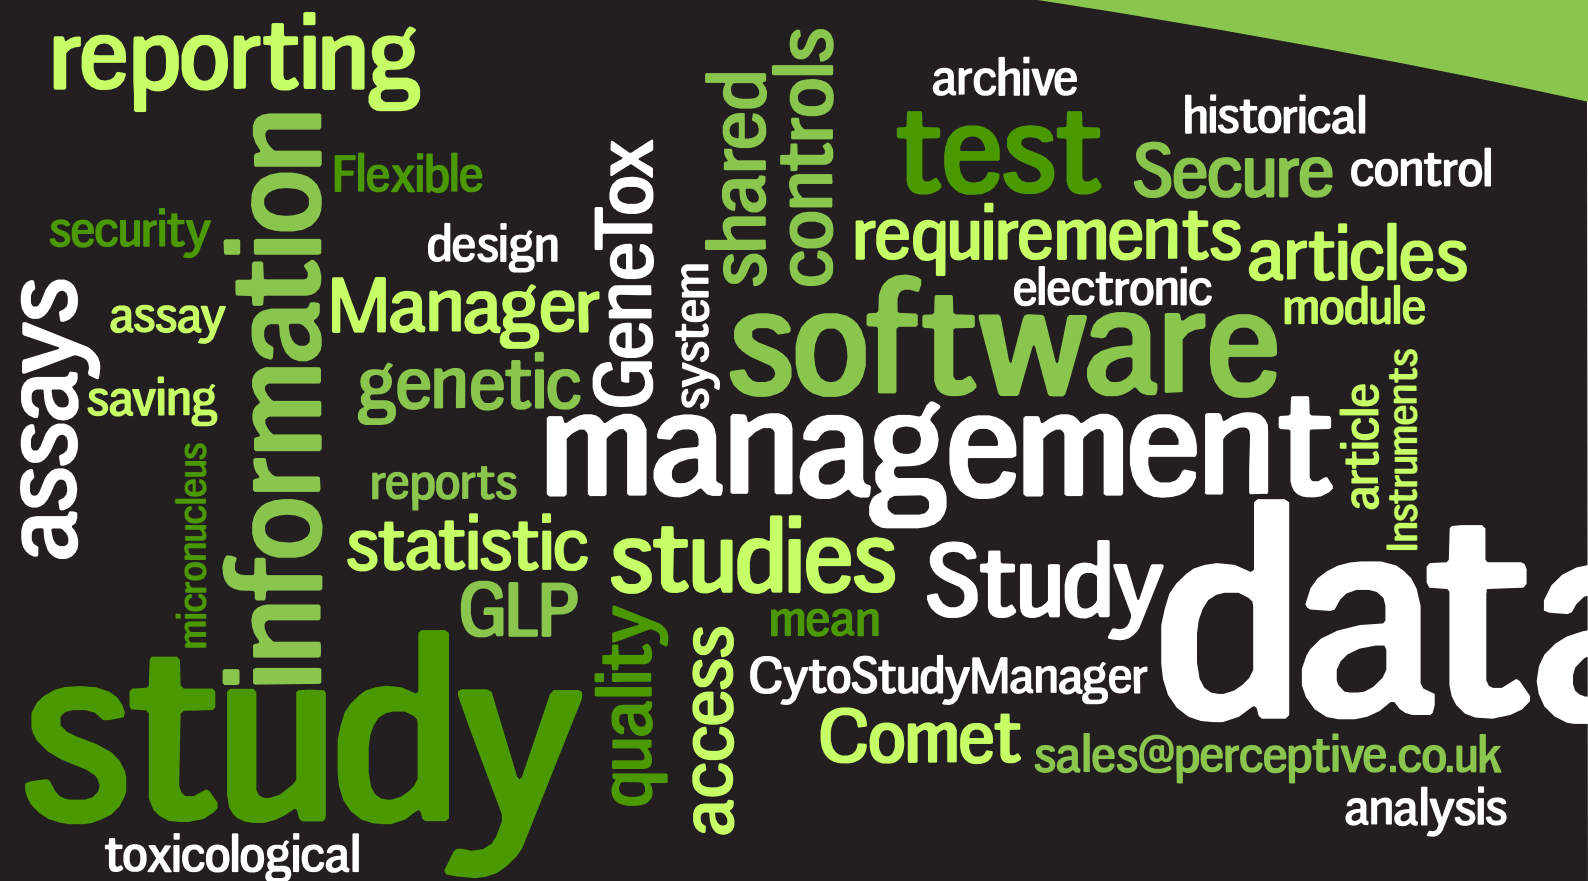 reporting
information
Flexible
security
design
assays
assay
Manager
saving
genetic
GeneTox
system
shared
controls
archive
test
historical
Secure
control
requirements
articles
electronic
module
software
management
article
Instruments
micronucleus
reports
statistic
GLP
studies
Study
data
mean
quality
access
CytoStudyManager
study
Comet
sales@perceptive.co.uk
analysis
toxicological